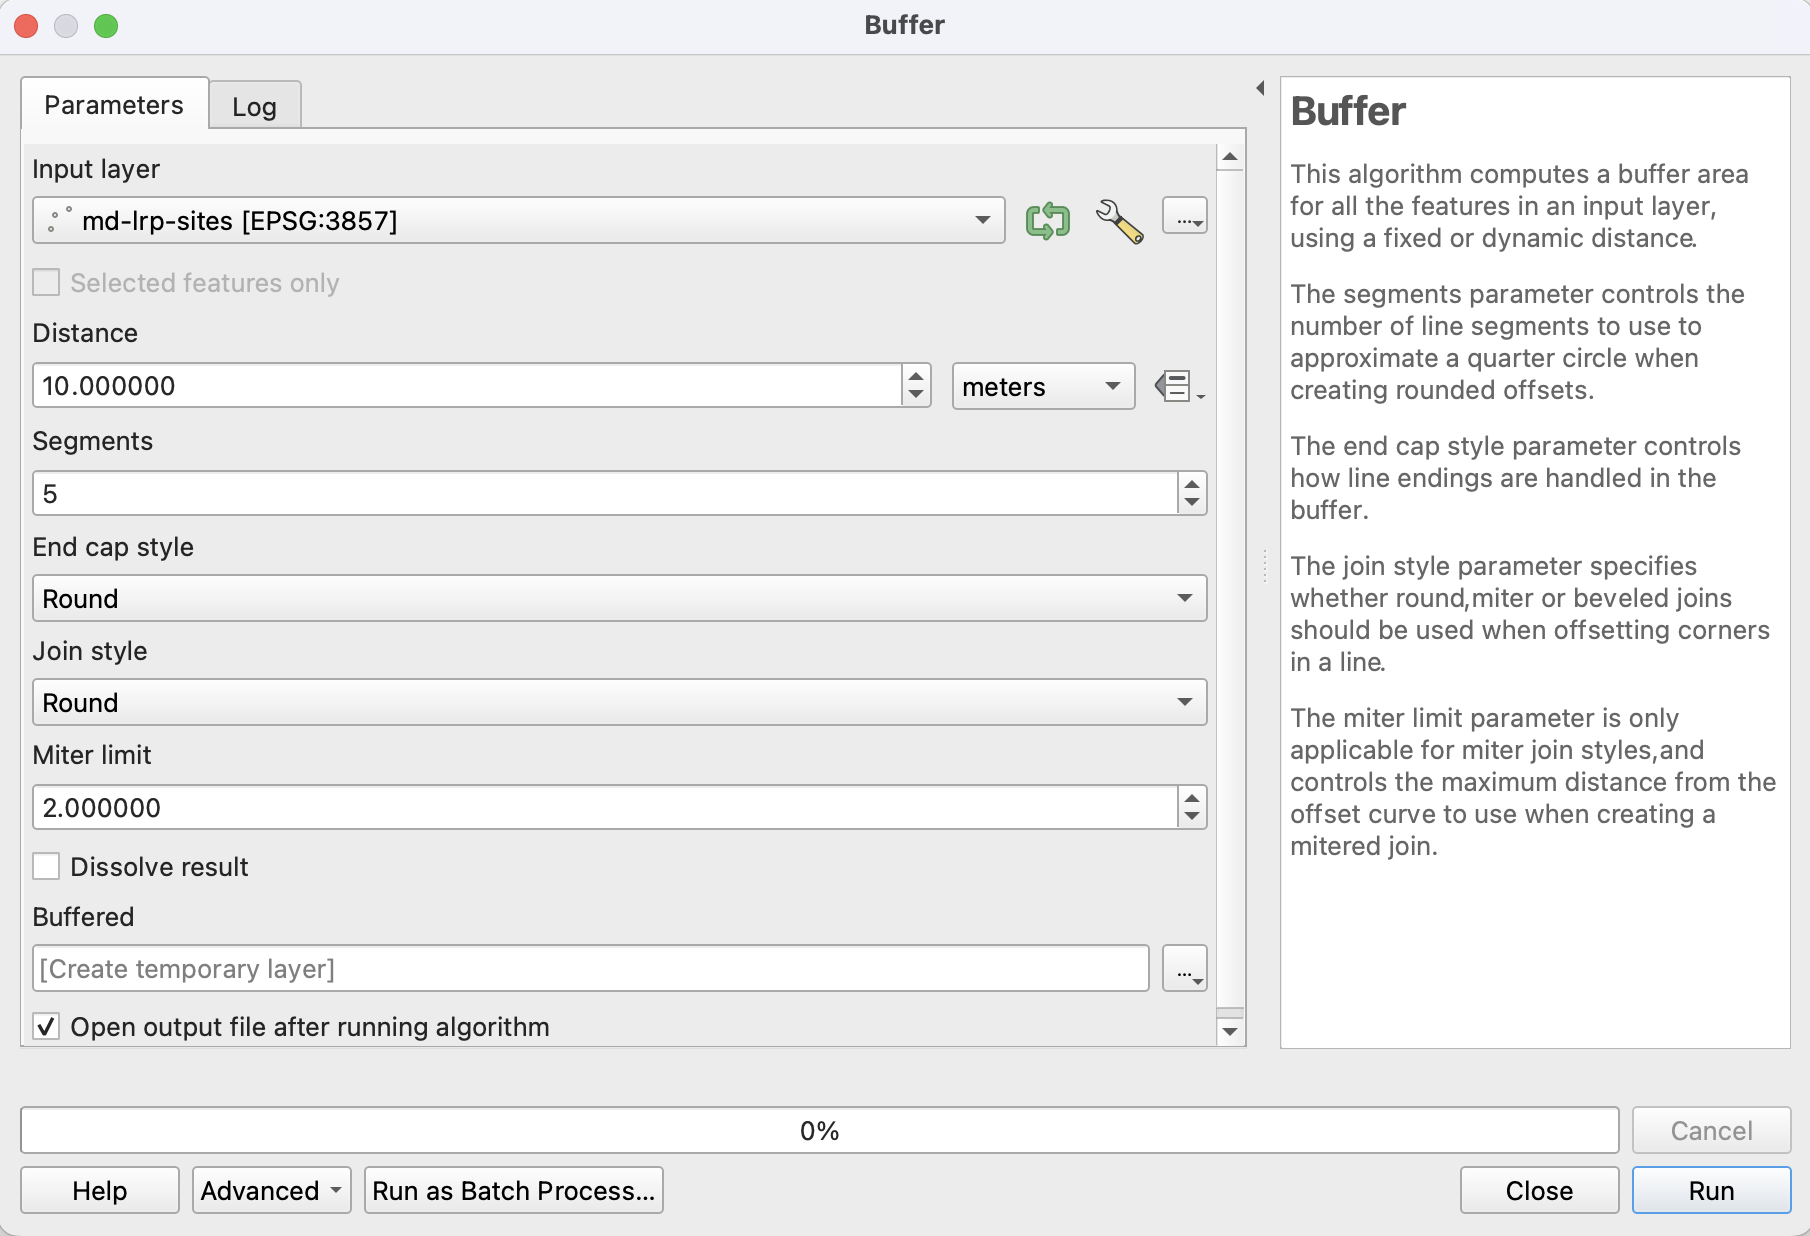 Buffer
Parameters
Log
Input layer
md-lrp-sites [EPSG:3857]
...
Selected features only
Distance
10.000000
meters
Segments
5
End cap style
Round
Join style
Round
Miter limit
2.000000
Dissolve result
Buffered
[Create temporary layer]
...
Open output file after running algorithm
Buffer
This algorithm computes a buffer area
for all the features in an input layer,
using a fixed or dynamic distance.
The segments parameter controls the
number of line segments to use to
approximate a quarter circle when
creating rounded offsets.
The end cap style parameter controls
how line endings are handled in the
buffer.
The join style parameter specifies
whether round,miter or beveled joins
should be used when offsetting corners
in a line.
The miter limit parameter is only
applicable for miter join styles,and
controls the maximum distance from the
offset curve to use when creating a
mitered join.
0%
Cancel
Help
Advanced
Run as Batch Process...
Close
Run